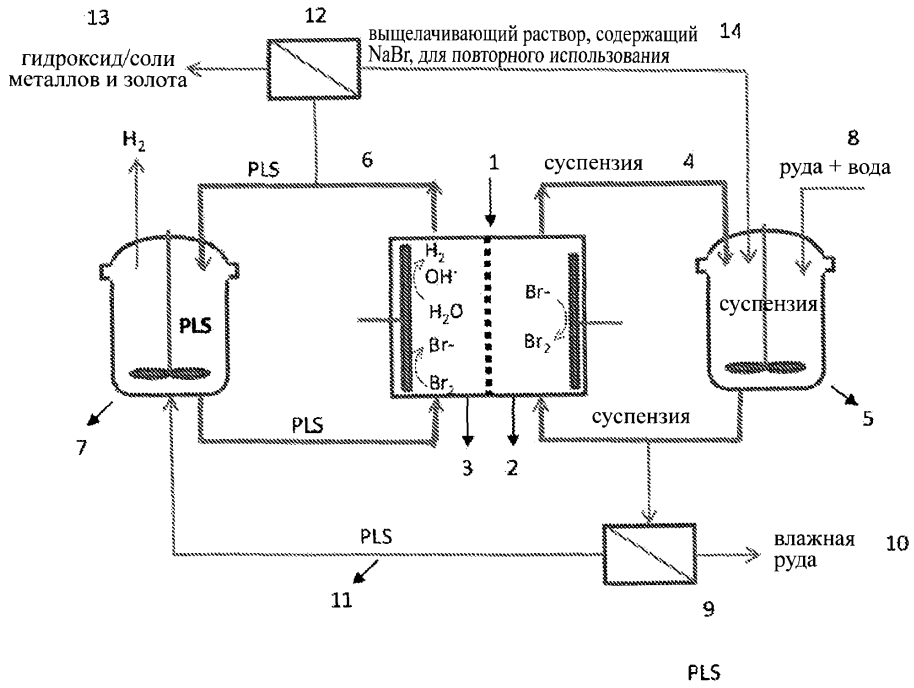 13
12
выщелачивающий раствор, содержащий 14
NaBr, для повторного использования
гидроксид/соли
металлов и золота
H2
PLS
6
1
суспензия
4
8
руда + вода
H2
OH-
H2O
Br-
Br2
Br-
Br2
PLS
суспензия
7
PLS
суспензия
5
3
2
PLS
11
влажная
руда
10
9
PLS